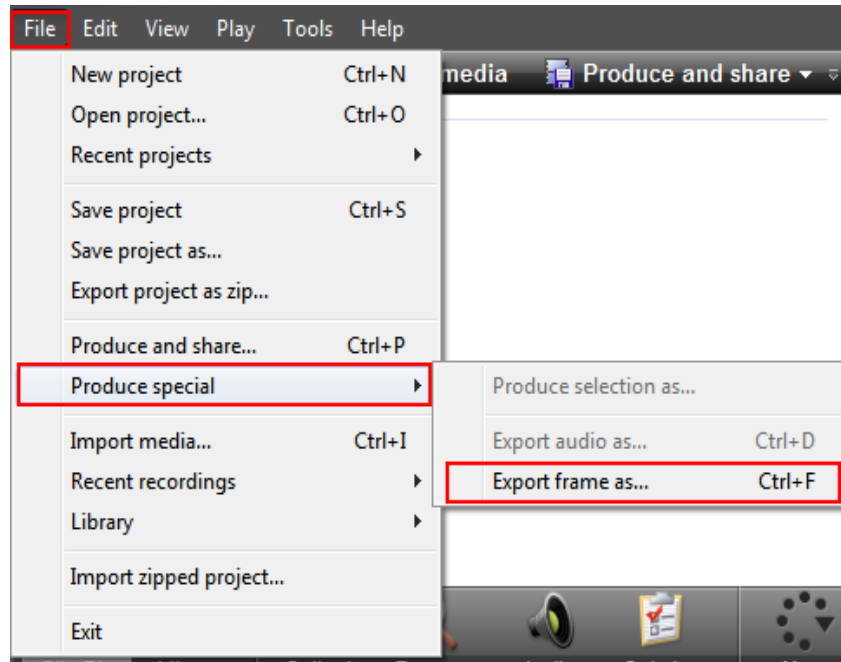 File Edit View Play Tools Help
media Produce and share
New project Ctrl+N
Open project... Ctrl+O
Recent projects
Save project Ctrl+S
Save project as...
Export project as zip...
Produce and share... Ctrl+P
Produce special
Produce selection as...
Import media... Ctrl+I
Export audio as... Ctrl+D
Recent recordings
Export frame as... Ctrl+F
Library
Import zipped project...
Exit